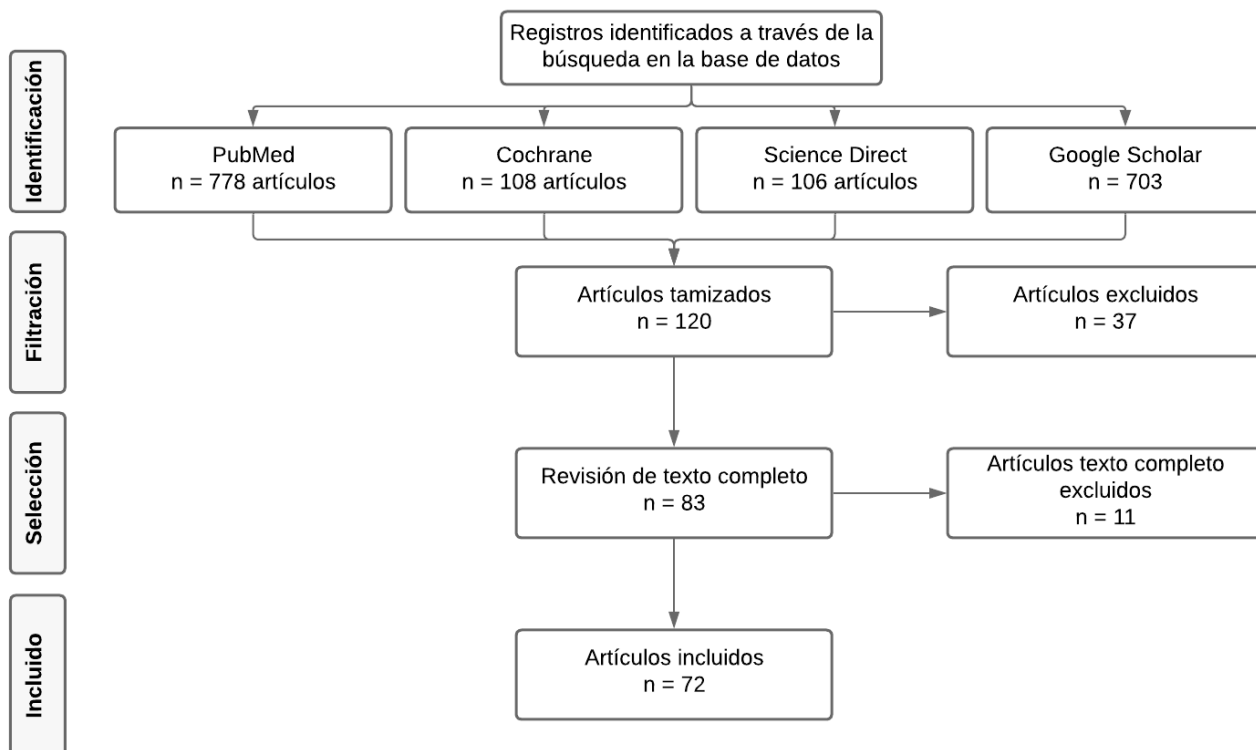 Registros identificados a través de la
búsqueda en la base de datos
Identificación
PubMed
n = 778 artículos
Cochrane
n = 108 artículos
Science Direct
n = 106 artículos
Google Scholar
n = 703
Filtración
Artículos tamizados
n = 120
Artículos excluidos
n = 37
Selección
Revisión de texto completo
n = 83
Artículos texto completo
excluidos
n = 11
Incluido
Artículos incluidos
n = 72